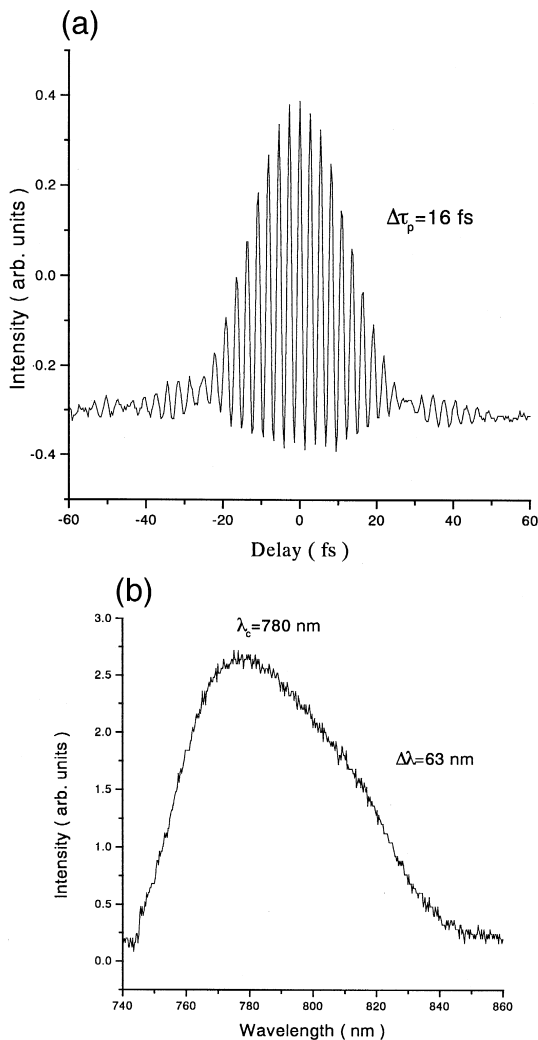 (a)
0.4
0.2
0.0
-0.2
-0.4
Intensity ( arb. units )
Δτp=16 fs
-60 -40 -20 0 20 40 60
Delay ( fs )
(b)
λc=780 nm
3.0
2.5
2.0
1.5
1.0
0.5
0.0
Intensity ( arb. units )
Δλ=63 nm
740 760 780 800 820 840 860
Wavelength ( nm )